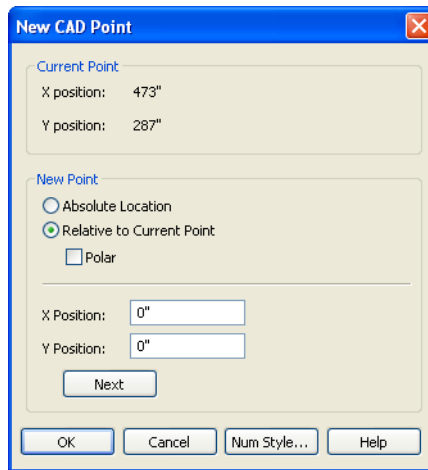 New CAD Point
Current Point
X position: 473"
Y position: 287"
New Point
Absolute Location
Relative to Current Point
Polar
X Position: 0"
Y Position: 0"
Next
OK Cancel Num Style... Help